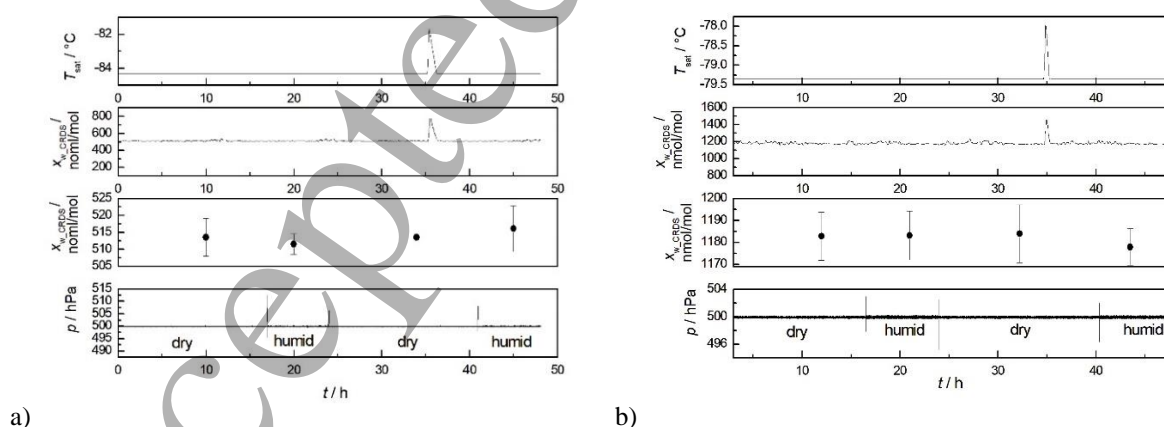 -82
-84
T_sat / °C
0 10 20 30 40 50
800
600
400
200
x_w_CRDS / noml/mol
0 10 20 30 40 50
525
520
515
510
505
x_w_CRDS / noml/mol
515
510
505
500
495
490
p / hPa
dry humid dry humid
0 10 20 30 40 50
t / h
a)
-78.0
-78.5
-79.0
-79.5
T_sat / °C
10 20 30 40
1600
1400
1200
1000
800
x_w_CRDS / nmol/mol
1200
1190
1180
1170
x_w_CRDS / nmol/mol
504
500
496
p / hPa
dry humid dry humid
10 20 30 40
t / h
b)
cepted